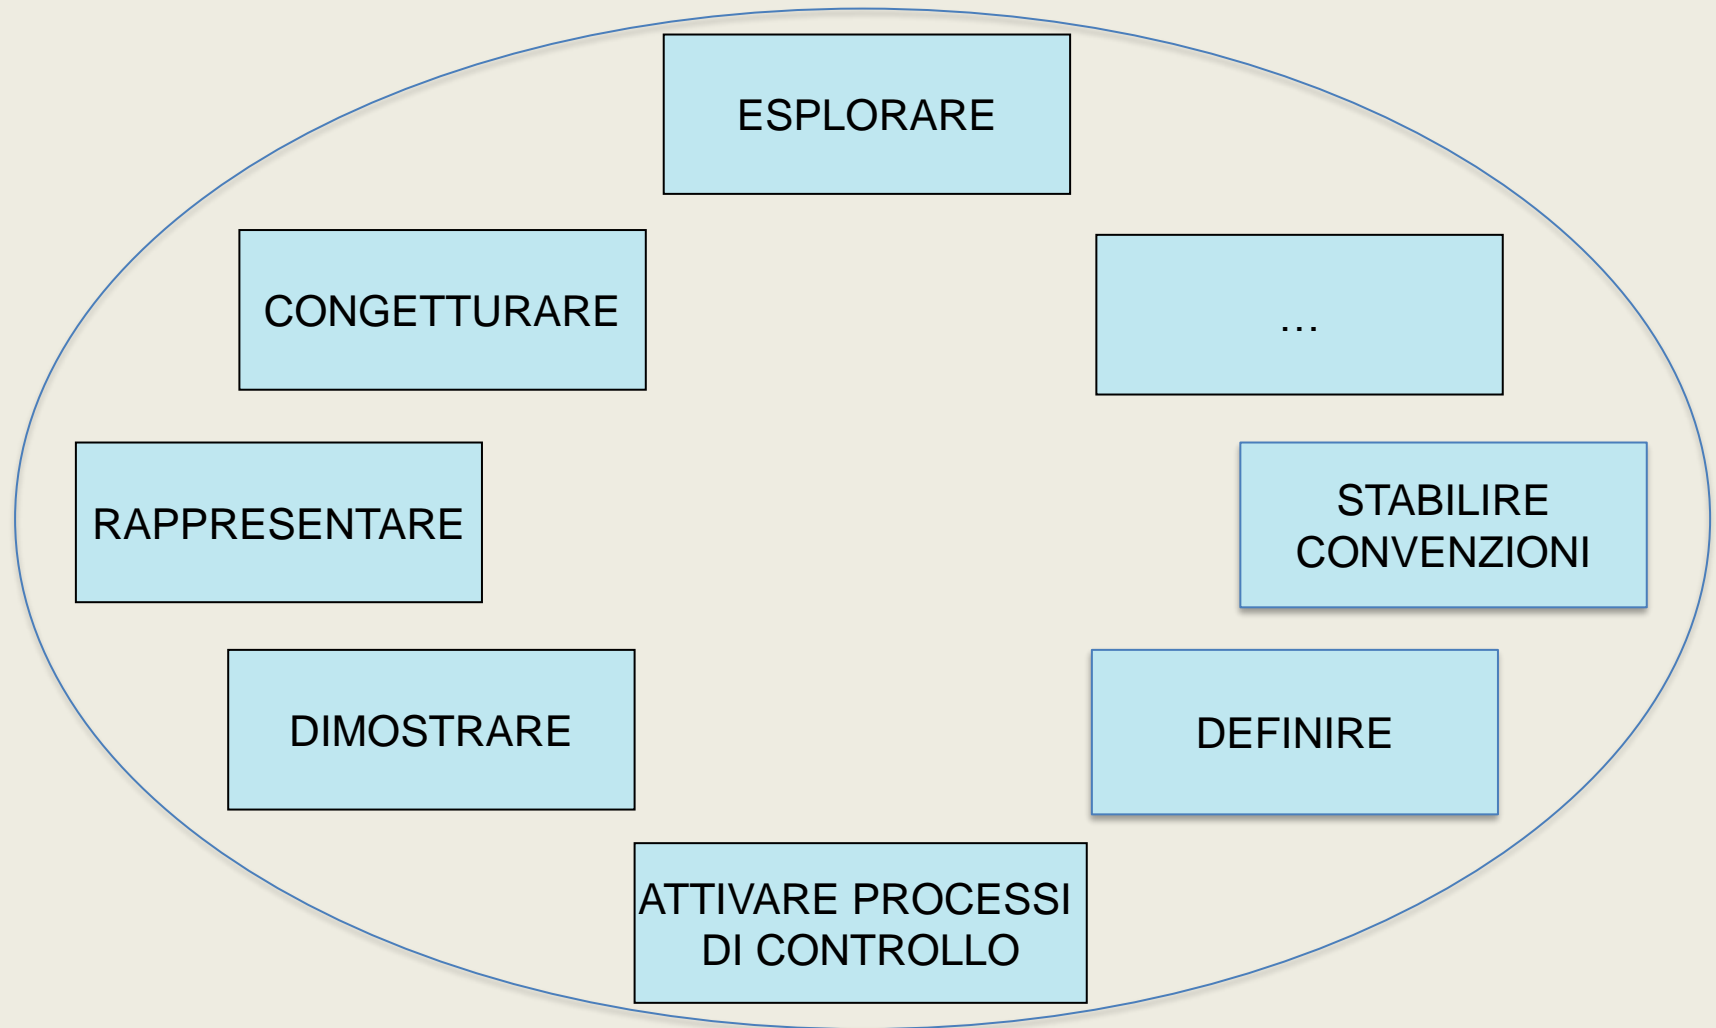 ESPLORARE
CONGETTURARE
…
RAPPRESENTARE
STABILIRE
CONVENZIONI
DIMOSTRARE
DEFINIRE
ATTIVARE PROCESSI
DI CONTROLLO